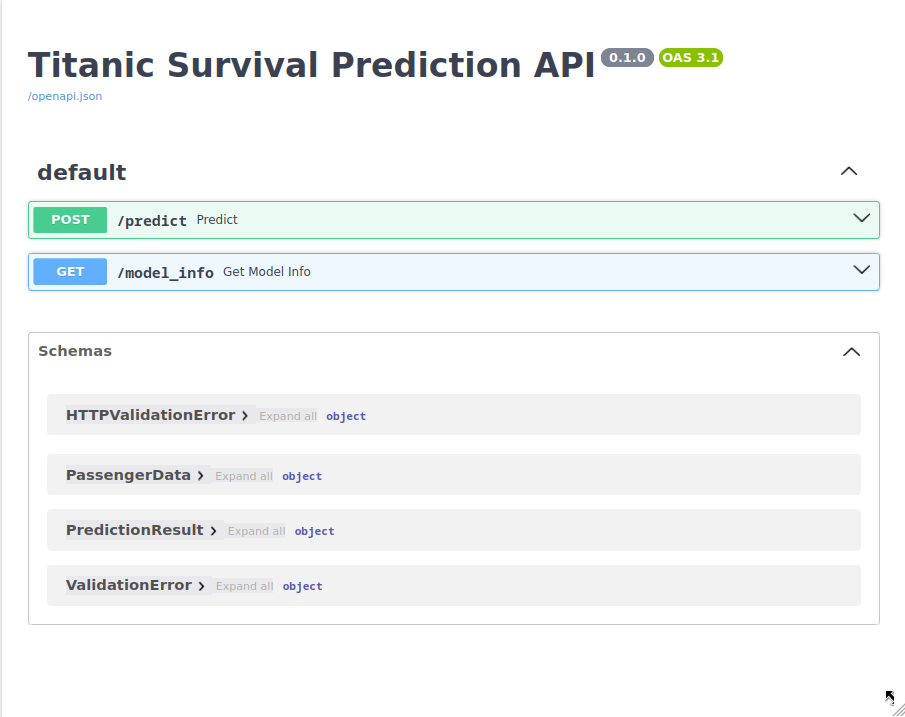 Titanic Survival Prediction API 0.1.0 OAS 3.1
/openapi.json
default
POST /predict Predict
GET /model_info Get Model Info
Schemas
HTTPValidationError Expand all object
PassengerData Expand all object
PredictionResult Expand all object
ValidationError Expand all object